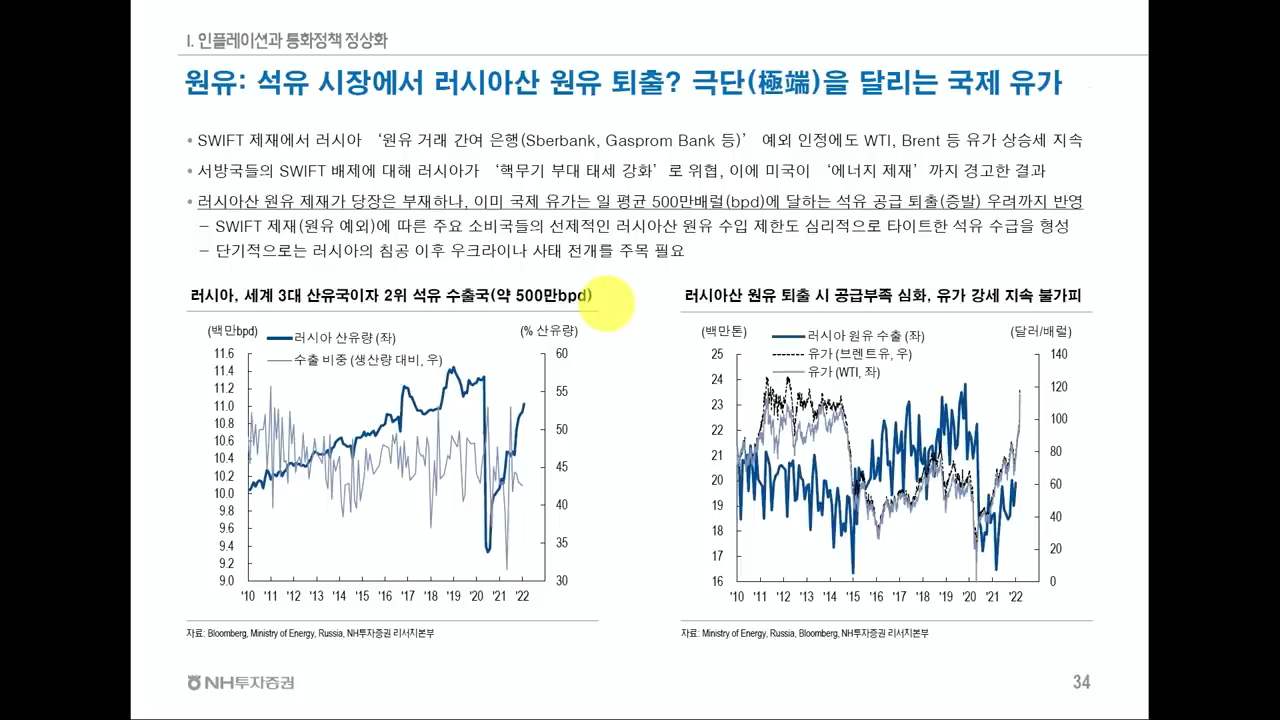 I. 인플레이션과 통화정책 정상화
원유: 석유 시장에서 러시아산 원유 퇴출? 극단(極端)을 달리는 국제 유가
• SWIFT 제재에서 러시아 ‘원유 거래 간여 은행(Sberbank, Gasprom Bank 등)’ 예외 인정에도 WTI, Brent 등 유가 상승세 지속
• 서방국들의 SWIFT 배제에 대해 러시아가 ‘핵무기 부대 태세 강화’로 위협, 이에 미국이 ‘에너지 제재’까지 경고한 결과
• 러시아산 원유 제재가 당장은 부재하나, 이미 국제 유가는 일 평균 500만배럴(bpd)에 달하는 석유 공급 퇴출(증발) 우려까지 반영
– SWIFT 제재(원유 예외)에 따른 주요 소비국들의 선제적인 러시아산 원유 수입 제한도 심리적으로 타이트한 석유 수급을 형성
– 단기적으로는 러시아의 침공 이후 우크라이나 사태 전개를 주목 필요
러시아, 세계 3대 산유국이자 2위 석유 수출국(약 500만bpd)
(백만bpd)
러시아 산유량 (좌)
(% 산유량)
수출 비중 (생산량 대비, 우)
11.6
11.4
11.2
11.0
10.8
10.6
10.4
10.2
10.0
9.8
9.6
9.4
9.2
9.0
60
55
50
45
40
35
30
'10 '11 '12 '13 '14 '15 '16 '17 '18 '19 '20 '21 '22
자료: Bloomberg, Ministry of Energy, Russia, NH투자증권 리서치본부
러시아산 원유 퇴출 시 공급부족 심화, 유가 강세 지속 불가피
(백만톤)
러시아 원유 수출 (좌)
(달러/배럴)
유가 (브렌트유, 우)
유가 (WTI, 좌)
25
24
23
22
21
20
19
18
17
16
140
120
100
80
60
40
20
0
'10 '11 '12 '13 '14 '15 '16 '17 '18 '19 '20 '21 '22
자료: Ministry of Energy, Russia, Bloomberg, NH투자증권 리서치본부
NH투자증권
34